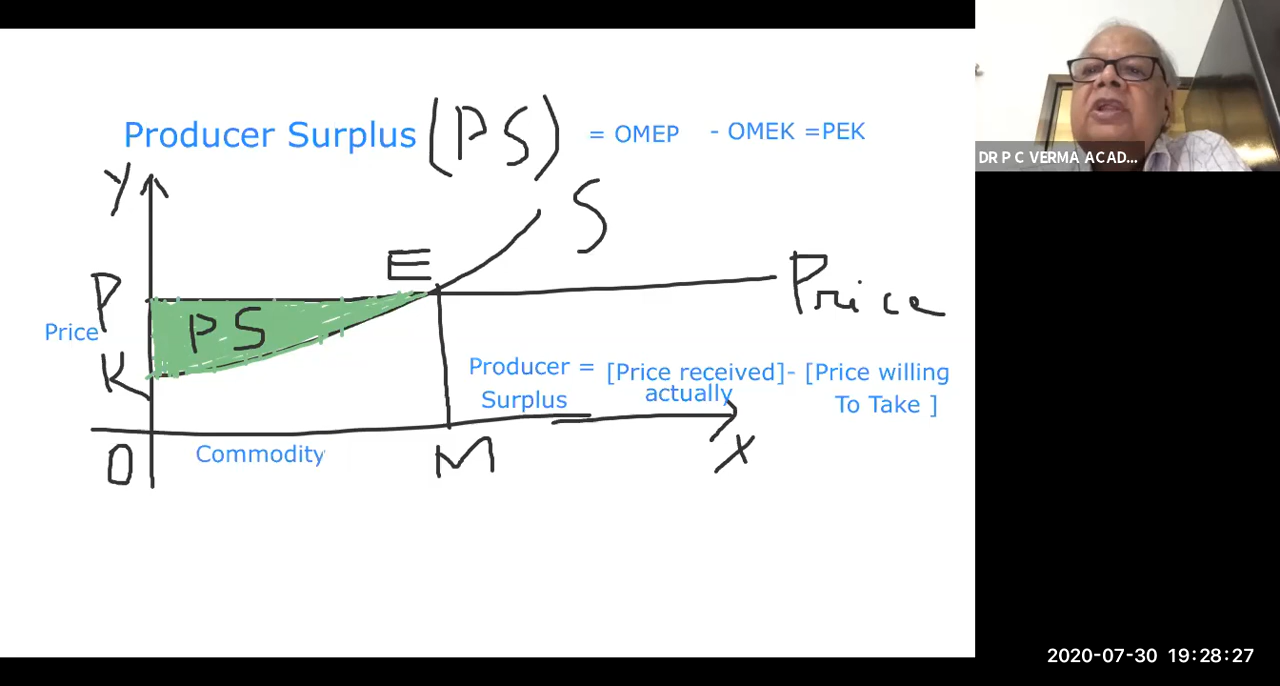 Producer Surplus (PS) = OMEP - OMEK =PEK
Y
S
E
P
Price
PS
Price
K
Producer = [Price received]- [Price willing
Surplus actually To Take ]
O
Commodity
M
X
DR P C VERMA ACAD...
2020-07-30 19:28:27